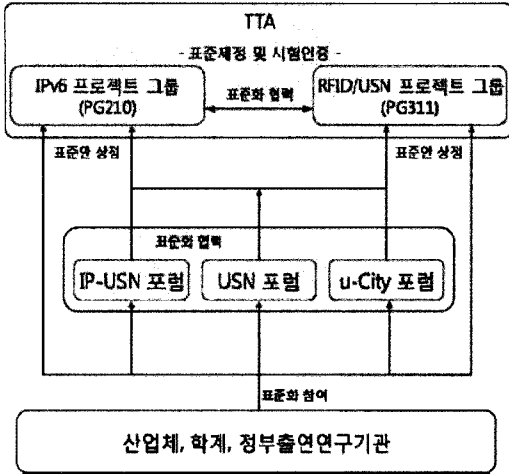 TTA
- 표준제정 및 시험인증 -
IPv6 프로젝트 그룹
(PG210)
표준화 협력
RFID/USN 프로젝트 그룹
(PG311)
표준안 상정
표준안 상정
표준화 협력
IP-USN 포럼
USN 포럼
u-City 포럼
표준화 참여
산업체, 학계, 정부출연연구기관